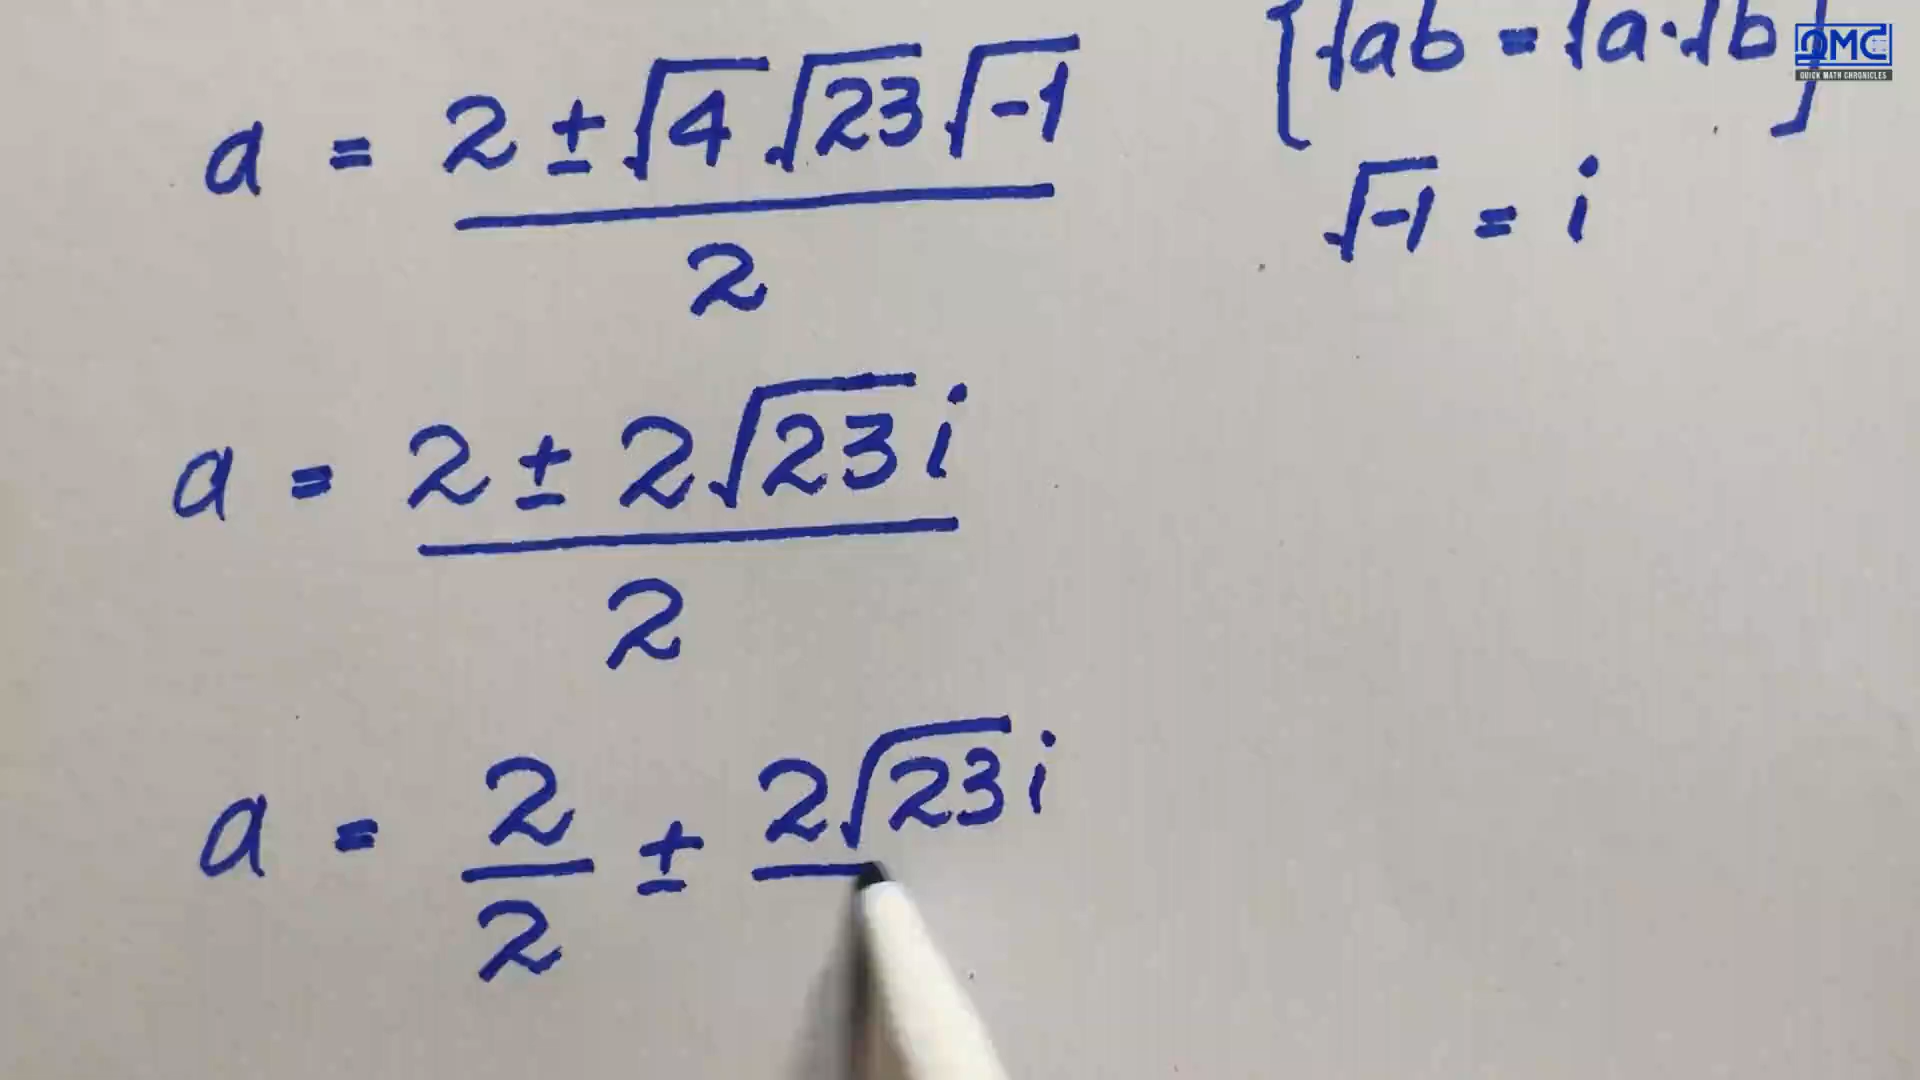 a = (2 ± √4 √23 √-1) / 2
[√ab = √a·√b]
QMC
QUICK MATH CHRONICLES
√-1 = i
a = (2 ± 2√23 i) / 2
a = 2/2 ± 2√23 i